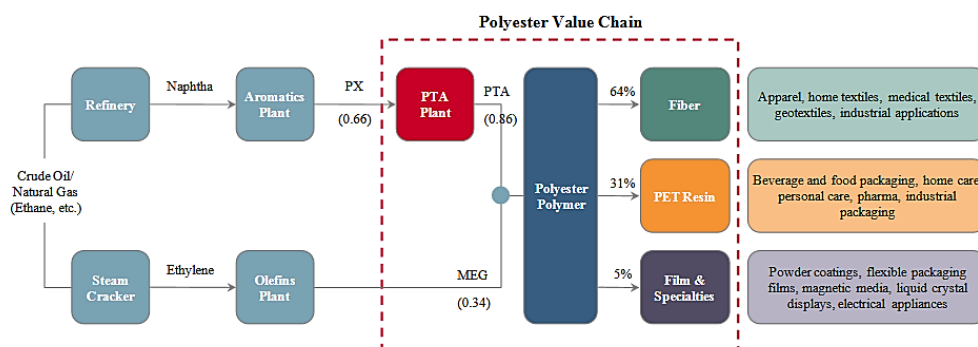 Polyester Value Chain
Refinery
Naphtha
Aromatics
Plant
PX
(0.66)
PTA
Plant
PTA
(0.86)
64%
Fiber
Apparel, home textiles, medical textiles,
geotextiles, industrial applications
Crude Oil/
Natural Gas
(Ethane, etc.)
Polyester
Polymer
31%
PET Resin
Beverage and food packaging, home care,
personal care, pharma, industrial
packaging
Steam
Cracker
Ethylene
Olefins
Plant
MEG
(0.34)
5%
Film &
Specialties
Powder coatings, flexible packaging
films, magnetic media, liquid crystal
displays, electrical appliances